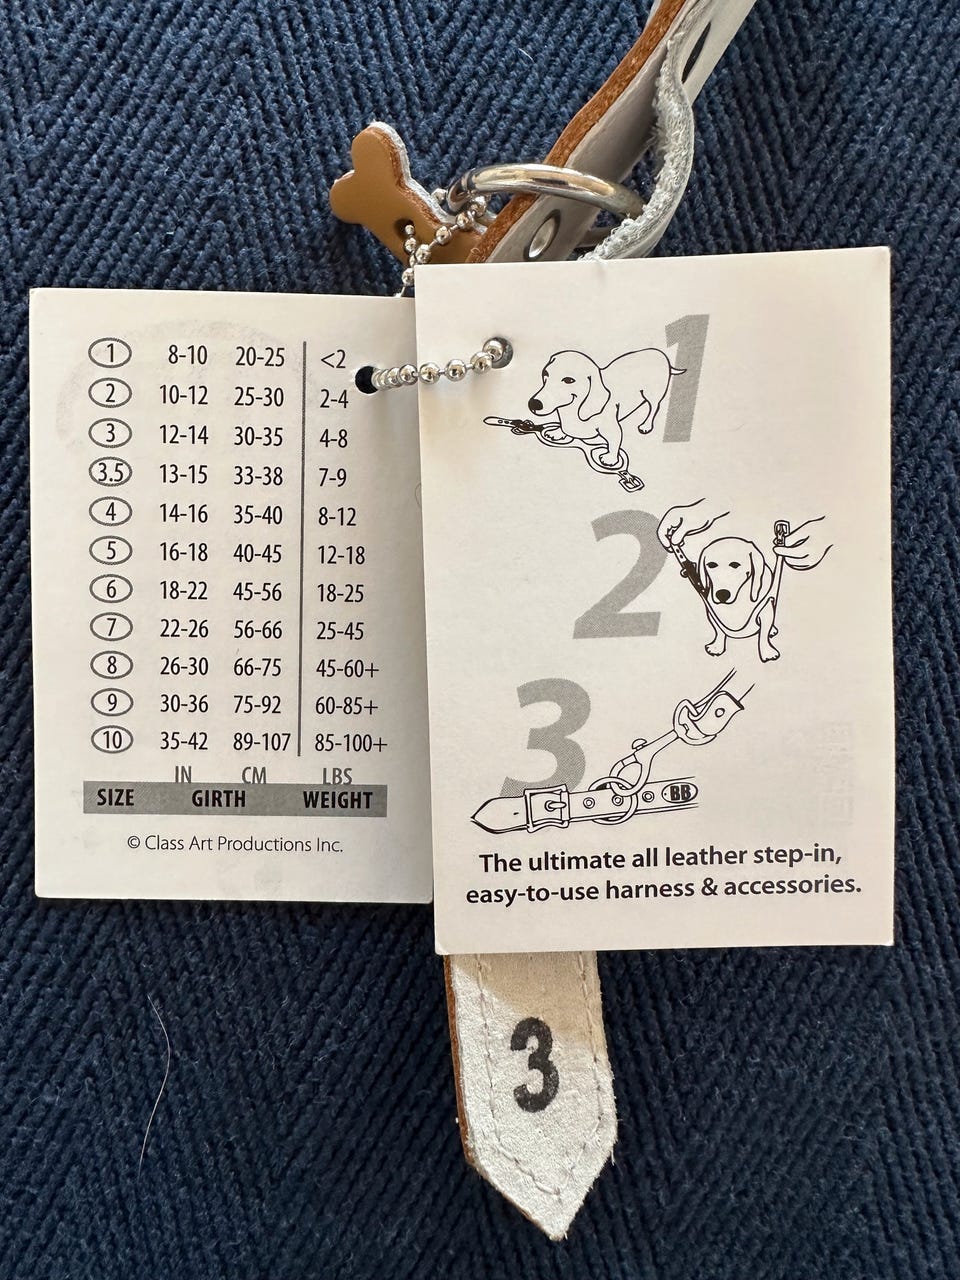 1 8-10 20-25 <2
2 10-12 25-30 2-4
3 12-14 30-35 4-8
3.5 13-15 33-38 7-9
4 14-16 35-40 8-12
5 16-18 40-45 12-18
6 18-22 45-56 18-25
7 22-26 56-66 25-45
8 26-30 66-75 45-60+
9 30-36 75-92 60-85+
10 35-42 89-107 85-100+
IN CM LBS
SIZE GIRTH WEIGHT
© Class Art Productions Inc.
1
2
3
BB
The ultimate all leather step-in,
easy-to-use harness & accessories.
3